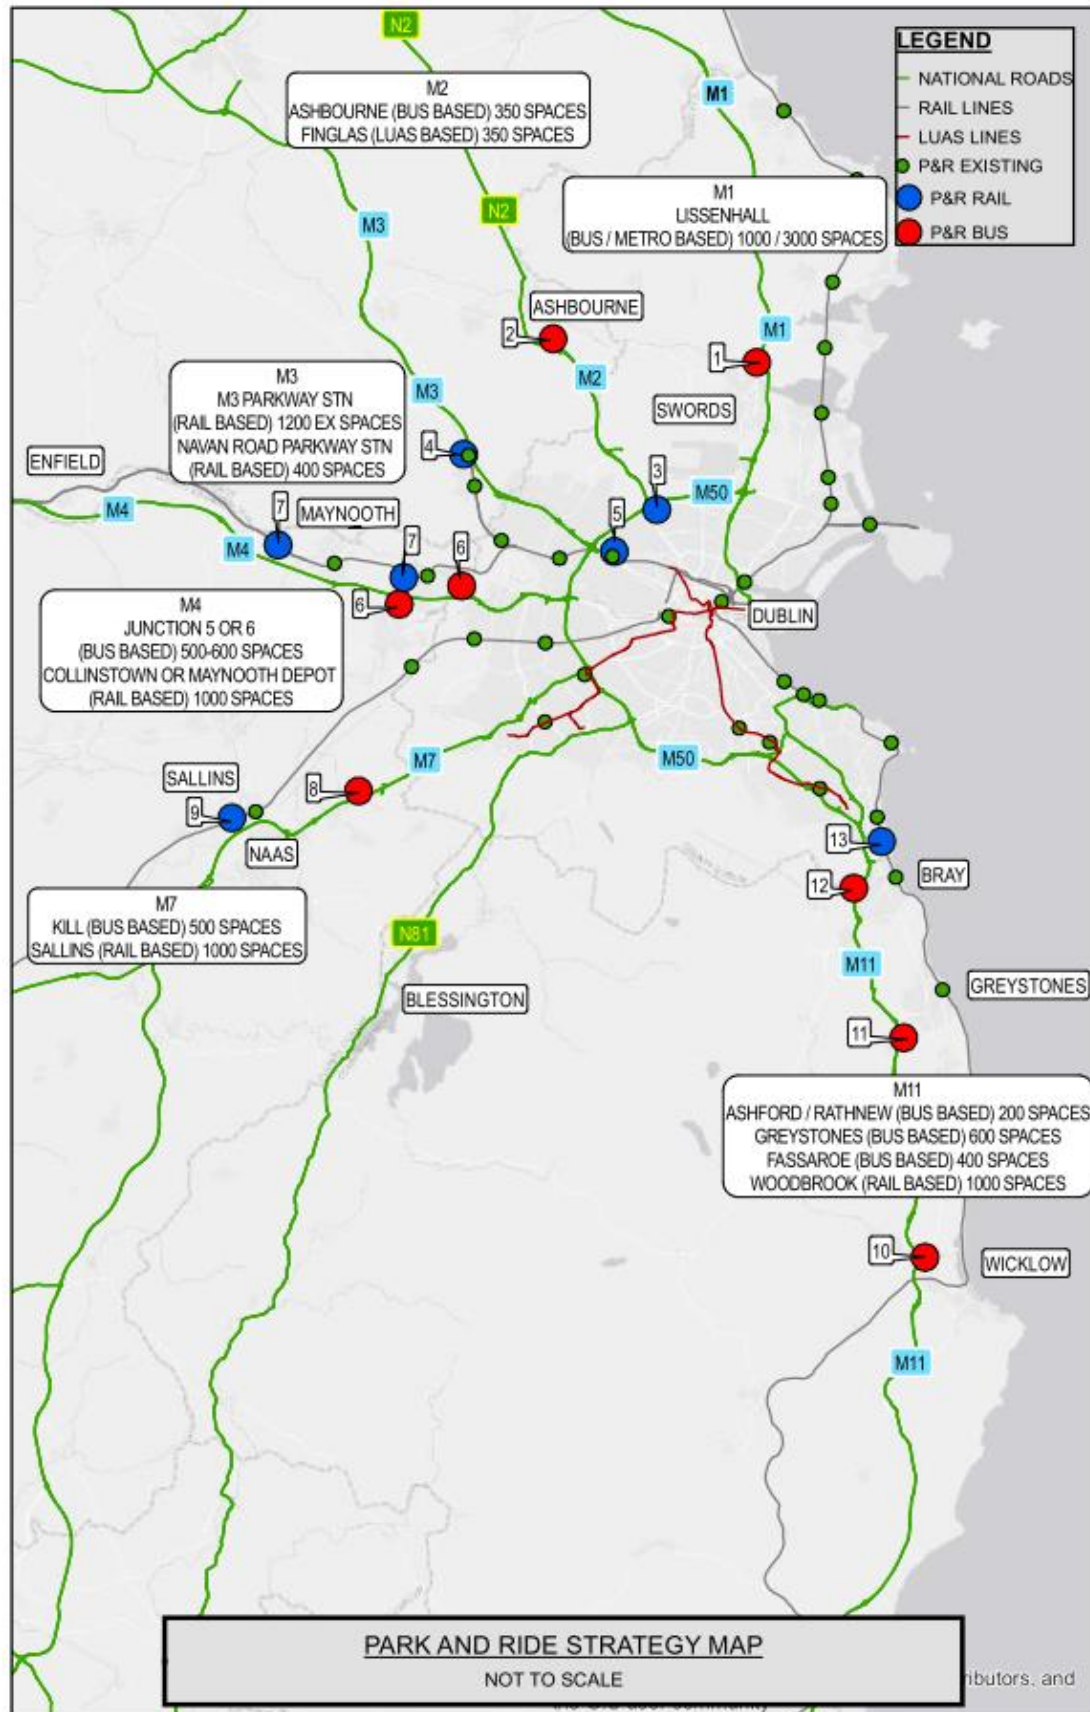 N2
LEGEND
NATIONAL ROADS
RAIL LINES
LUAS LINES
P&R EXISTING
P&R RAIL
P&R BUS
M1
M2
ASHBOURNE (BUS BASED) 350 SPACES
FINGLAS (LUAS BASED) 350 SPACES
M1
LISSENHALL
(BUS / METRO BASED) 1000 / 3000 SPACES
N2
M3
ASHBOURNE
2
M1
1
M2
M3
SWORDS
M3
M3 PARKWAY STN
(RAIL BASED) 1200 EX SPACES
NAVAN ROAD PARKWAY STN
(RAIL BASED) 400 SPACES
4
ENFIELD
3
M50
M4
7
MAYNOOTH
5
M4
7
6
6
DUBLIN
M4
JUNCTION 5 OR 6
(BUS BASED) 500-600 SPACES
COLLINSTOWN OR MAYNOOTH DEPOT
(RAIL BASED) 1000 SPACES
M7
M50
SALLINS
8
9
NAAS
13
BRAY
12
M7
KILL (BUS BASED) 500 SPACES
SALLINS (RAIL BASED) 1000 SPACES
N81
M11
BLESSINGTON
GREYSTONES
11
M11
ASHFORD / RATHNEW (BUS BASED) 200 SPACES
GREYSTONES (BUS BASED) 600 SPACES
FASSAROE (BUS BASED) 400 SPACES
WOODBROOK (RAIL BASED) 1000 SPACES
10
WICKLOW
M11
PARK AND RIDE STRATEGY MAP
NOT TO SCALE
ributors, and